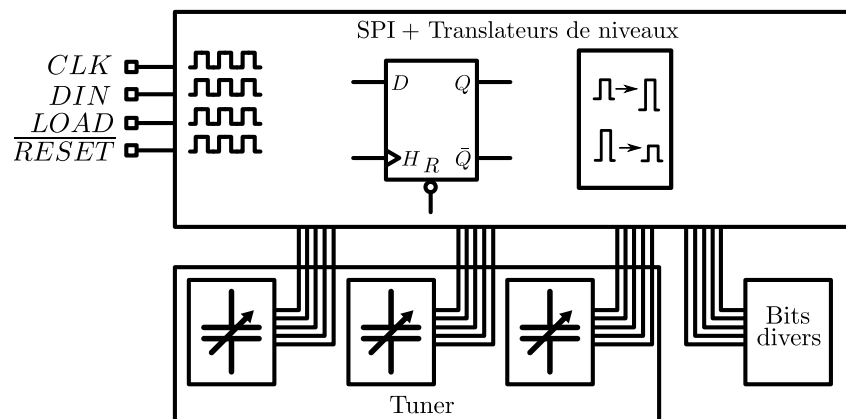 SPI + Translateurs de niveaux
CLK
DIN
LOAD
RESET
D Q
H R Q̄
Bits
divers
Tuner